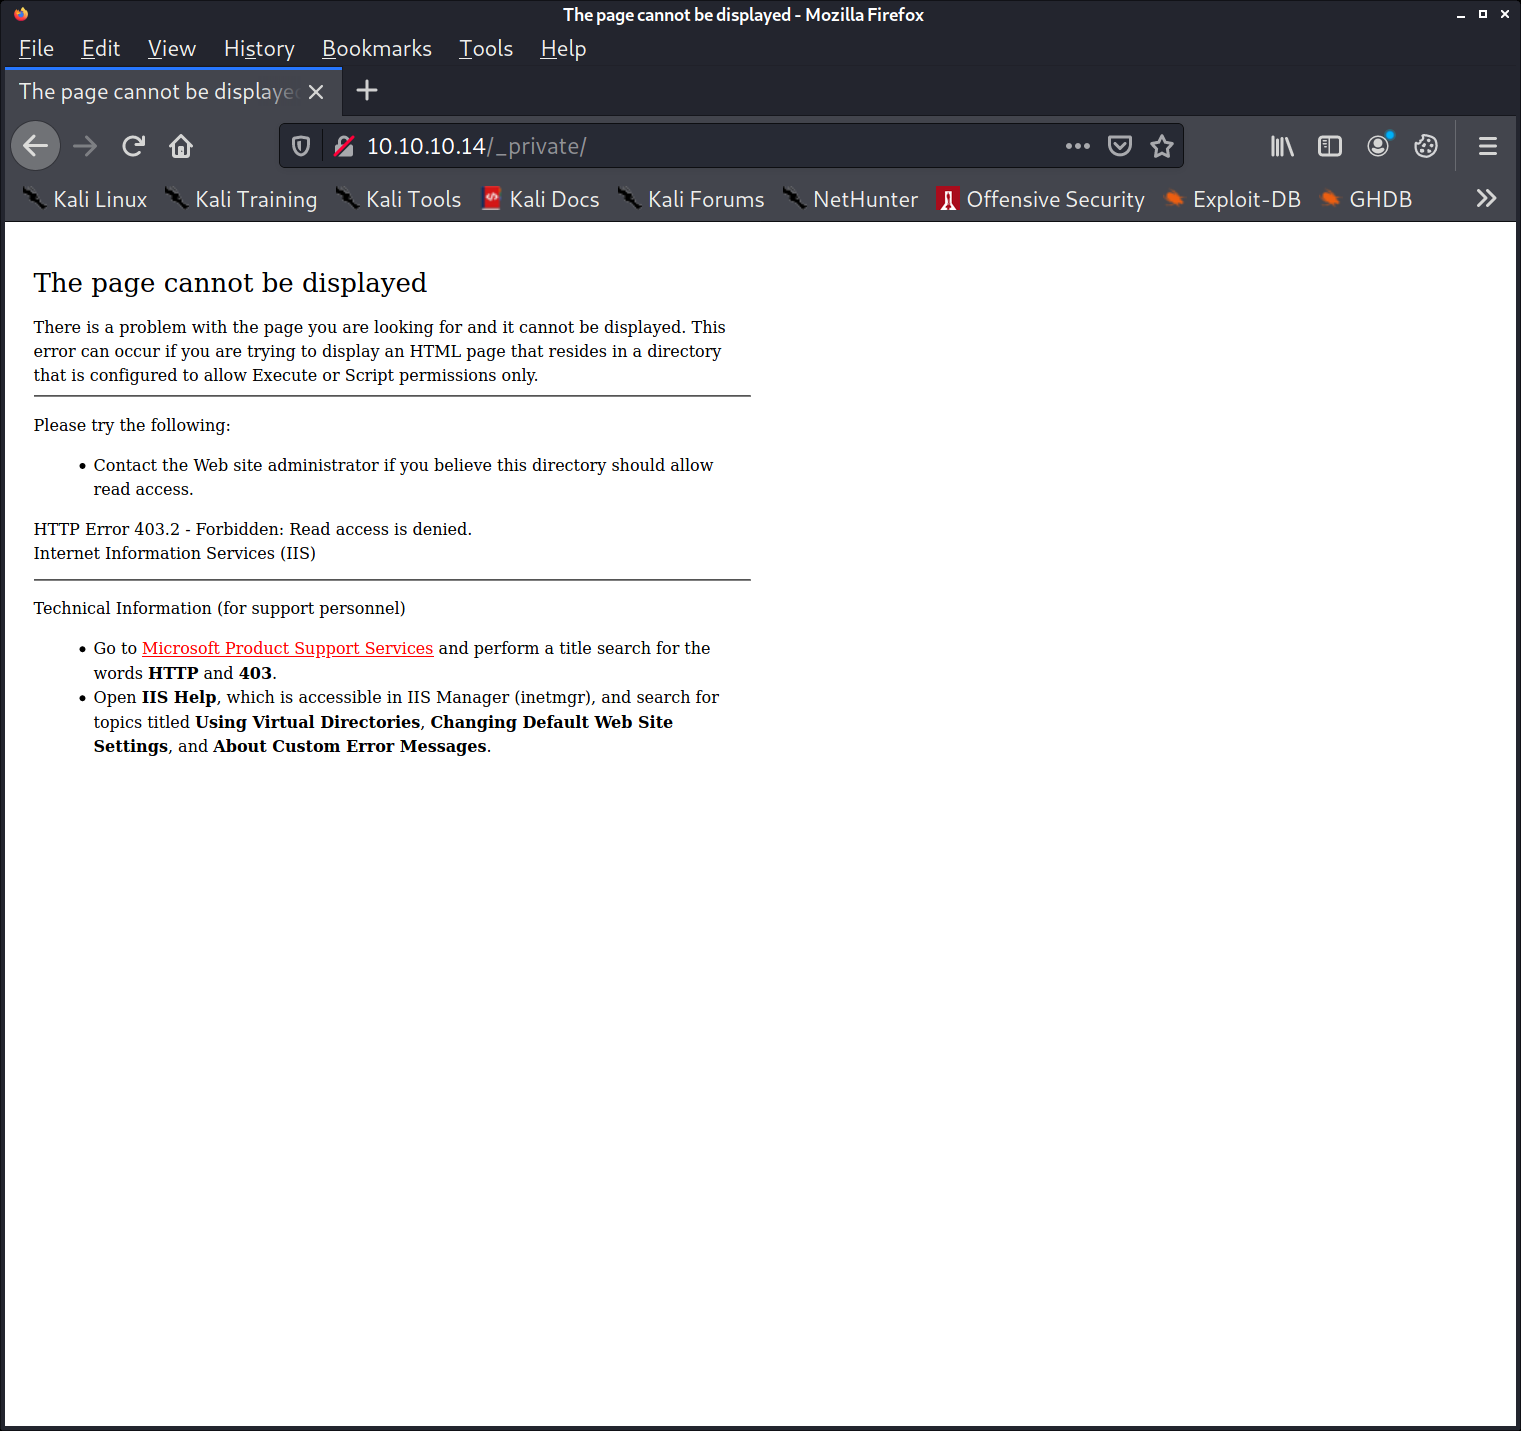 The page cannot be displayed - Mozilla Firefox
File Edit View History Bookmarks Tools Help
The page cannot be displaye
10.10.10.14/_private/
Kali Linux Kali Training Kali Tools Kali Docs Kali Forums NetHunter Offensive Security Exploit-DB GHDB
The page cannot be displayed
There is a problem with the page you are looking for and it cannot be displayed. This
error can occur if you are trying to display an HTML page that resides in a directory
that is configured to allow Execute or Script permissions only.
Please try the following:
• Contact the Web site administrator if you believe this directory should allow
read access.
HTTP Error 403.2 - Forbidden: Read access is denied.
Internet Information Services (IIS)
Technical Information (for support personnel)
• Go to Microsoft Product Support Services and perform a title search for the
words HTTP and 403.
• Open IIS Help, which is accessible in IIS Manager (inetmgr), and search for
topics titled Using Virtual Directories, Changing Default Web Site
Settings, and About Custom Error Messages.